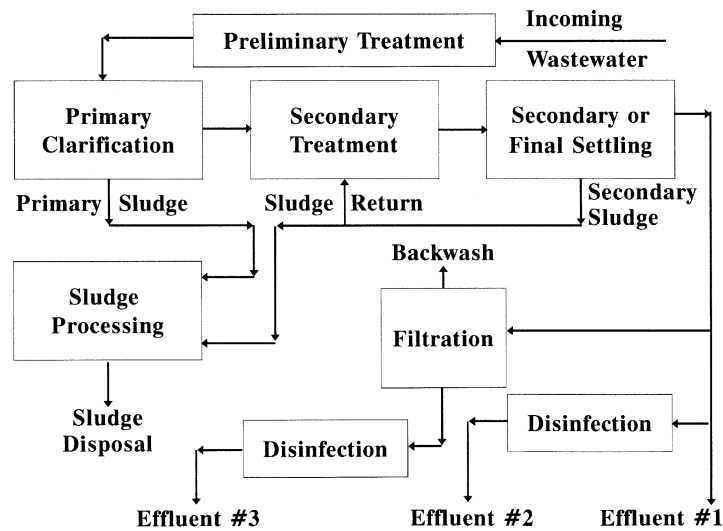 Incoming
Preliminary Treatment
Wastewater
Primary
Clarification
Secondary
Treatment
Secondary or
Final Settling
Primary Sludge
Sludge Return
Secondary
Sludge
Backwash
Sludge
Processing
Filtration
Sludge
Disposal
Disinfection
Disinfection
Effluent #3
Effluent #2
Effluent #1